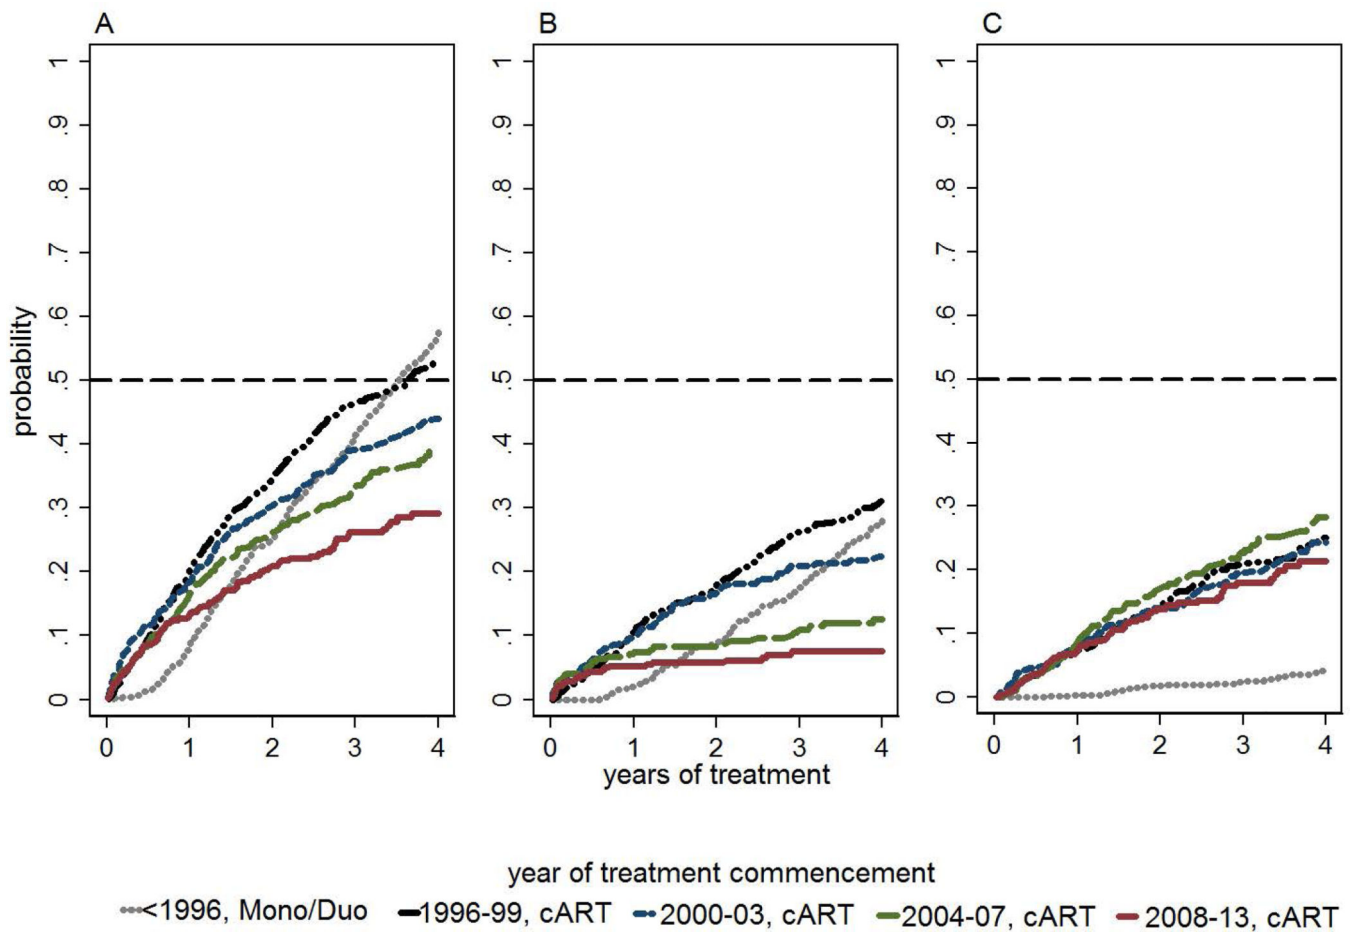 A B C
probability
1 .9 .8 .7 .6 .5 .4 .3 .2 .1 0
1 .9 .8 .7 .6 .5 .4 .3 .2 .1 0
1 .9 .8 .7 .6 .5 .4 .3 .2 .1 0
0 1 2 3 4 0 1 2 3 4 0 1 2 3 4
years of treatment
year of treatment commencement
<1996, Mono/Duo 1996-99, cART 2000-03, cART 2004-07, cART 2008-13, cART